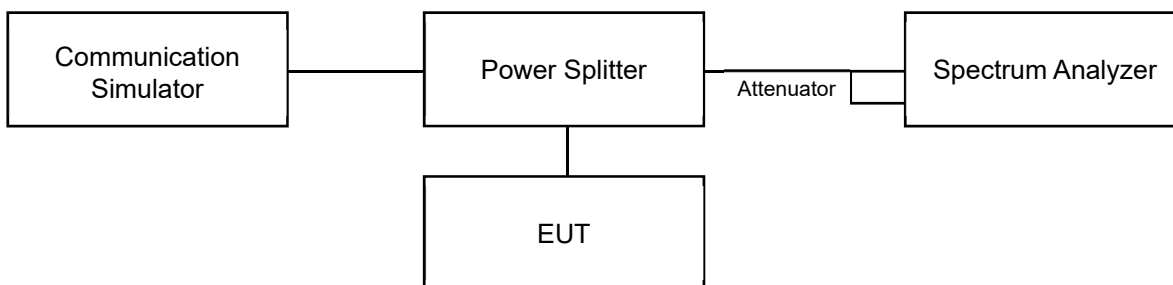 Communication
Simulator
Power Splitter
Attenuator
Spectrum Analyzer
EUT